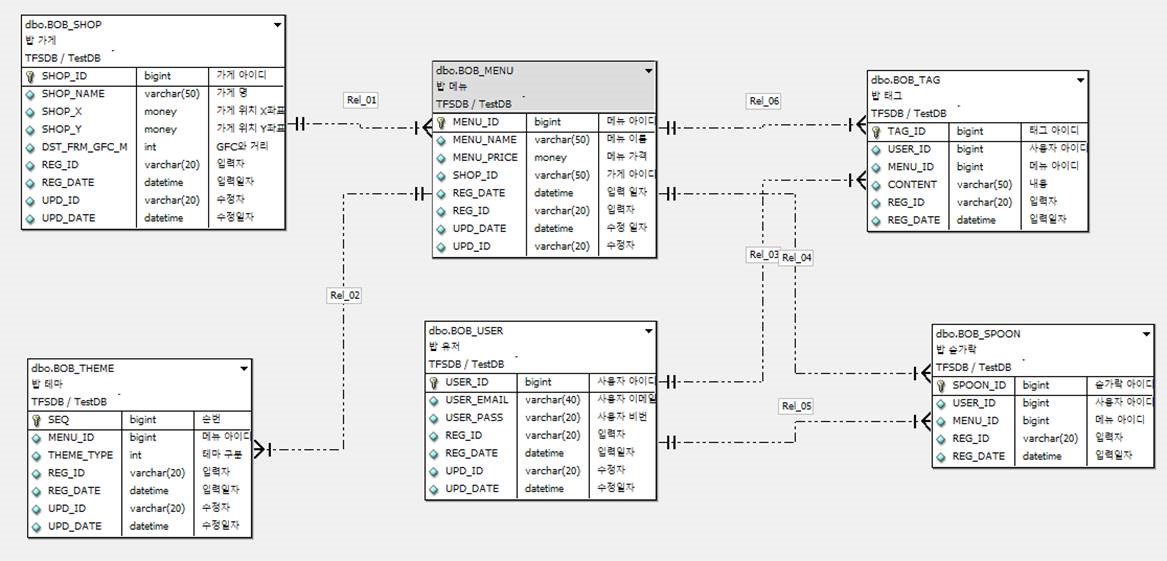 dbo.BOB_SHOP
밥 가게
TFSDB / TestDB
SHOP_ID bigint 가게 아이디
SHOP_NAME varchar(50) 가게 명
SHOP_X money 가게 위치 X좌표
SHOP_Y money 가게 위치 Y좌표
DST_FRM_GFC_M int GFC와 거리
REG_ID varchar(20) 입력자
REG_DATE datetime 입력일자
UPD_ID varchar(20) 수정자
UPD_DATE datetime 수정일자
Rel_01
dbo.BOB_MENU
밥 메뉴
TFSDB / TestDB
MENU_ID bigint 메뉴 아이디
MENU_NAME varchar(50) 메뉴 이름
MENU_PRICE money 메뉴 가격
SHOP_ID varchar(50) 가게 아이디
REG_DATE datetime 입력 일자
REG_ID varchar(20) 입력자
UPD_DATE datetime 수정 일자
UPD_ID varchar(20) 수정자
Rel_06
dbo.BOB_TAG
밥 태그
TFSDB / TestDB
TAG_ID bigint 태그 아이디
USER_ID bigint 사용자 아이디
MENU_ID bigint 메뉴 아이디
CONTENT varchar(50) 내용
REG_ID varchar(20) 입력자
REG_DATE datetime 입력일자
Rel_03
Rel_04
Rel_02
dbo.BOB_THEME
밥 테마
TFSDB / TestDB
SEQ bigint 순번
MENU_ID bigint 메뉴 아이디
THEME_TYPE int 테마 구분
REG_ID varchar(20) 입력자
REG_DATE datetime 입력일자
UPD_ID varchar(20) 수정자
UPD_DATE datetime 수정일자
dbo.BOB_USER
밥 유저
TFSDB / TestDB
USER_ID bigint 사용자 아이디
USER_EMAIL varchar(40) 사용자 이메일
USER_PASS varchar(20) 사용자 비번
REG_ID varchar(20) 입력자
REG_DATE datetime 입력일자
UPD_ID varchar(20) 수정자
UPD_DATE datetime 수정일자
Rel_05
dbo.BOB_SPOON
밥 숟가락
TFSDB / TestDB
SPOON_ID bigint 숟가락 아이디
USER_ID bigint 사용자 아이디
MENU_ID bigint 메뉴 아이디
REG_ID varchar(20) 입력자
REG_DATE datetime 입력일자